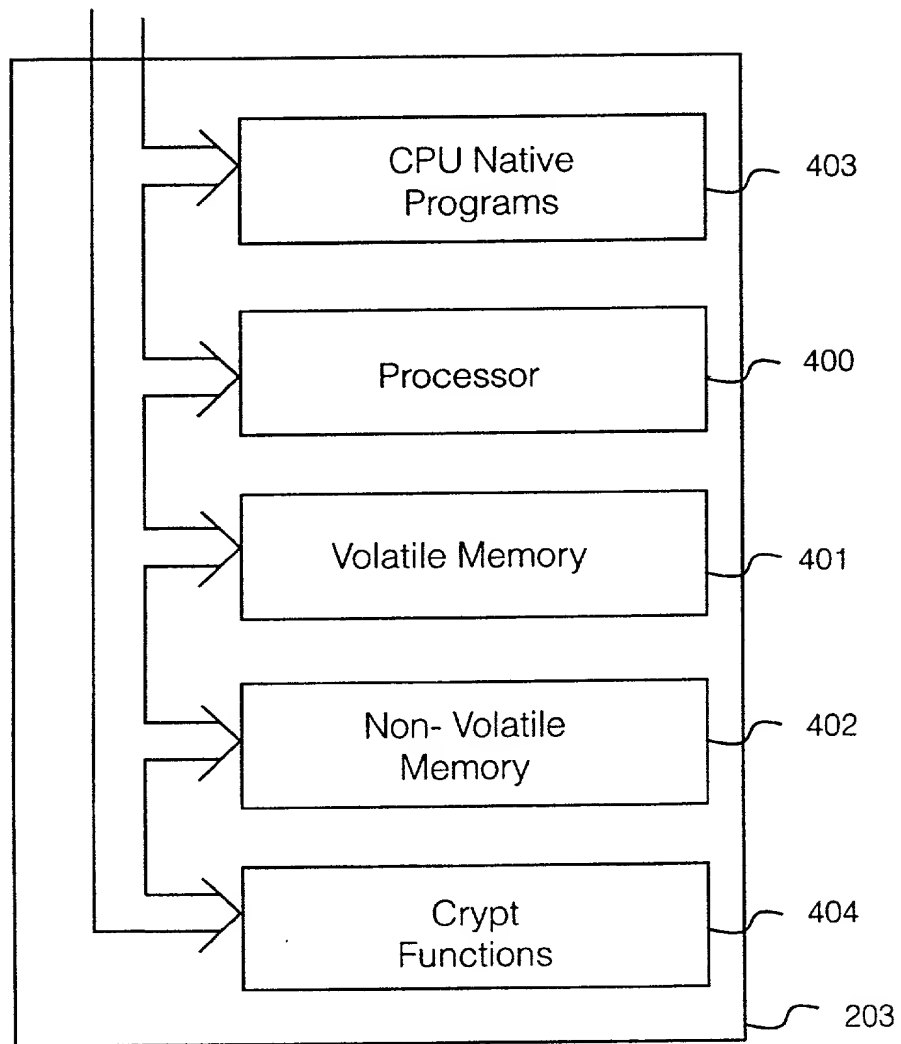 CPU Native
Programs
403
Processor
400
Volatile Memory
401
Non- Volatile
Memory
402
Crypt
Functions
404
203